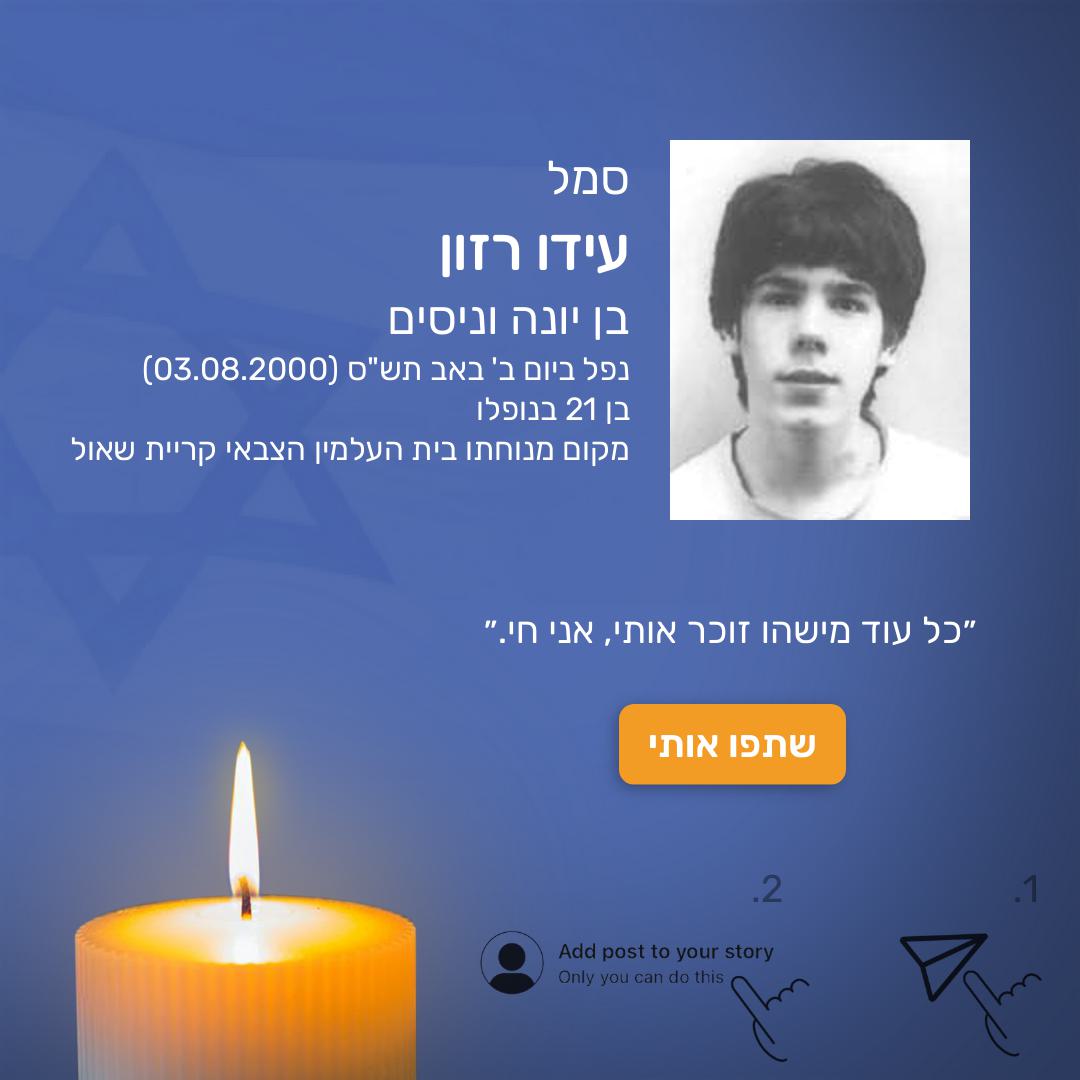 סמל
עידו רזון
בן יונה וניסים
נפל ביום ב' באב תש"ס (03.08.2000)
בן 21 בנופלו
מקום מנוחתו בית העלמין הצבאי קריית שאול
״כל עוד מישהו זוכר אותי, אני חי.״
שתפו אותי
1.
2.
Add post to your story
Only you can do this